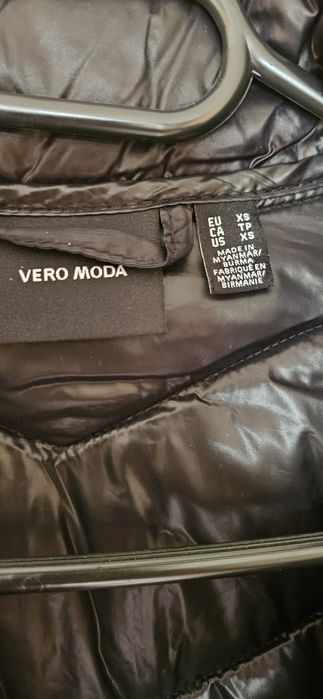 VERO MODA
EU XS
CA TP
US XS
MADE IN
MYANMAR/
BURMA
FABRIQUÉ EN
MYANMAR/
BIRMANIE